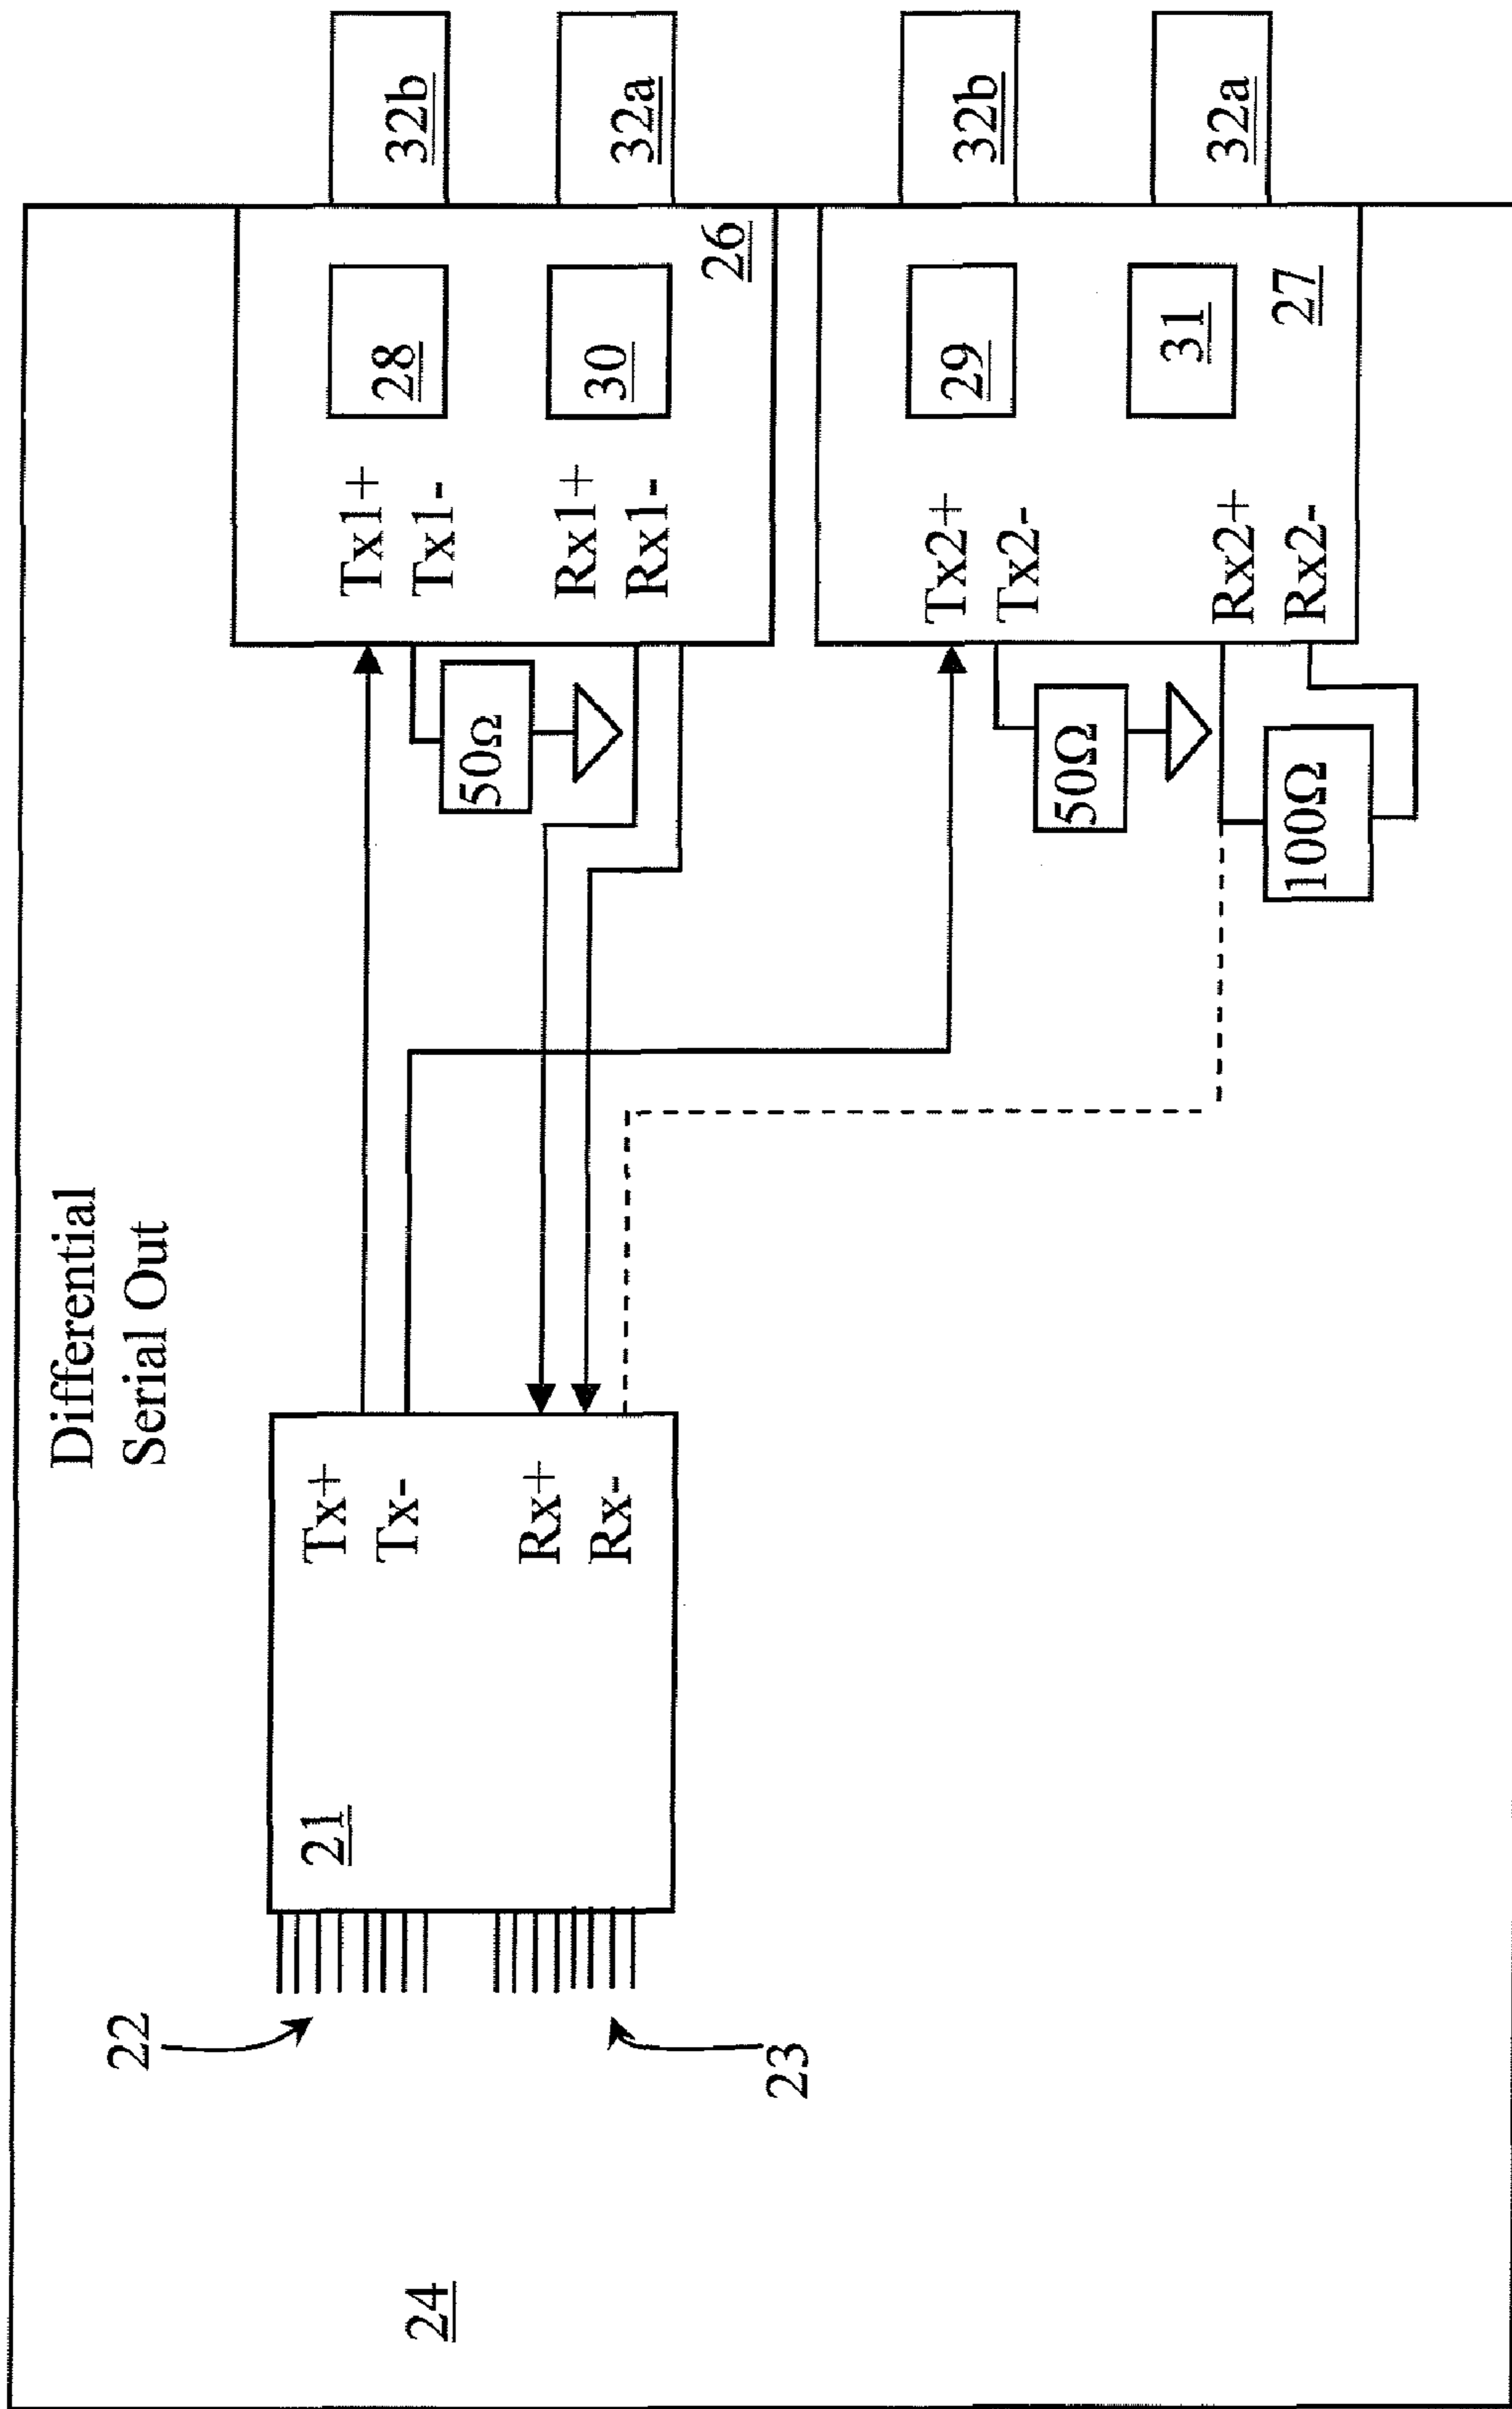 Differential
Serial Out
24
22
23
21
Tx+
Tx-
Rx+
Rx-
50Ω
Tx1+
Tx1-
Rx1+
Rx1-
28
30
26
32b
32a
50Ω
100Ω
Tx2+
Tx2-
Rx2+
Rx2-
29
31
27
32b
32a